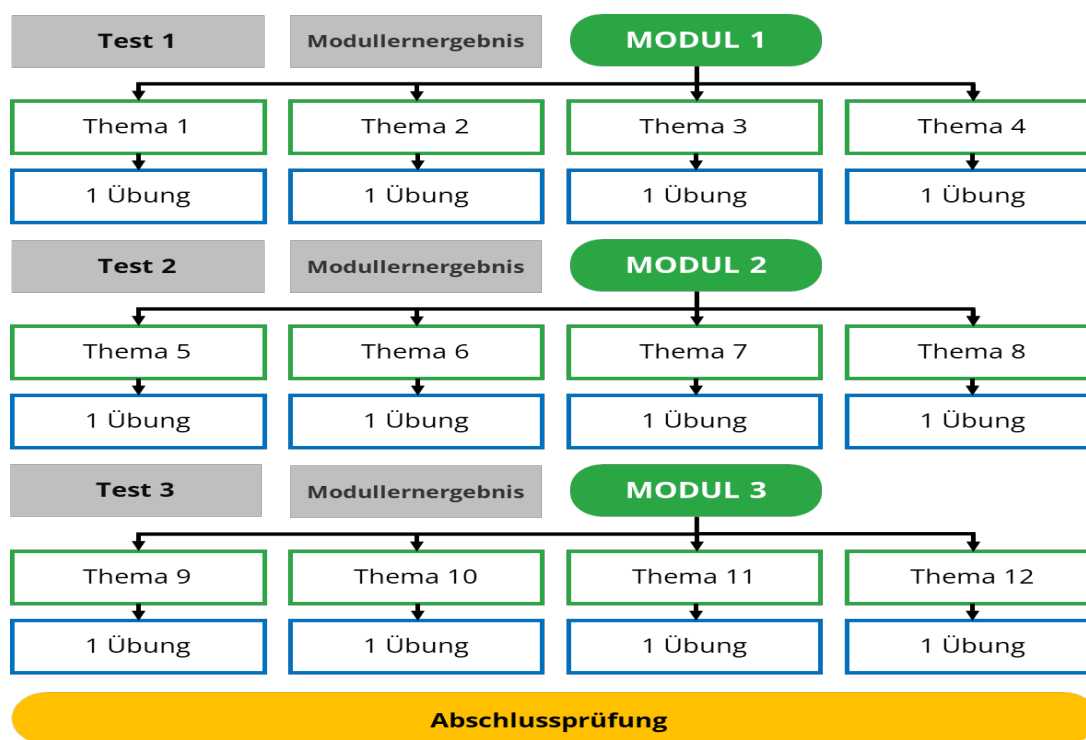 Test 1 Modullernergebnis MODUL 1
Thema 1 Thema 2 Thema 3 Thema 4
1 Übung 1 Übung 1 Übung 1 Übung
Test 2 Modullernergebnis MODUL 2
Thema 5 Thema 6 Thema 7 Thema 8
1 Übung 1 Übung 1 Übung 1 Übung
Test 3 Modullernergebnis MODUL 3
Thema 9 Thema 10 Thema 11 Thema 12
1 Übung 1 Übung 1 Übung 1 Übung
Abschlussprüfung